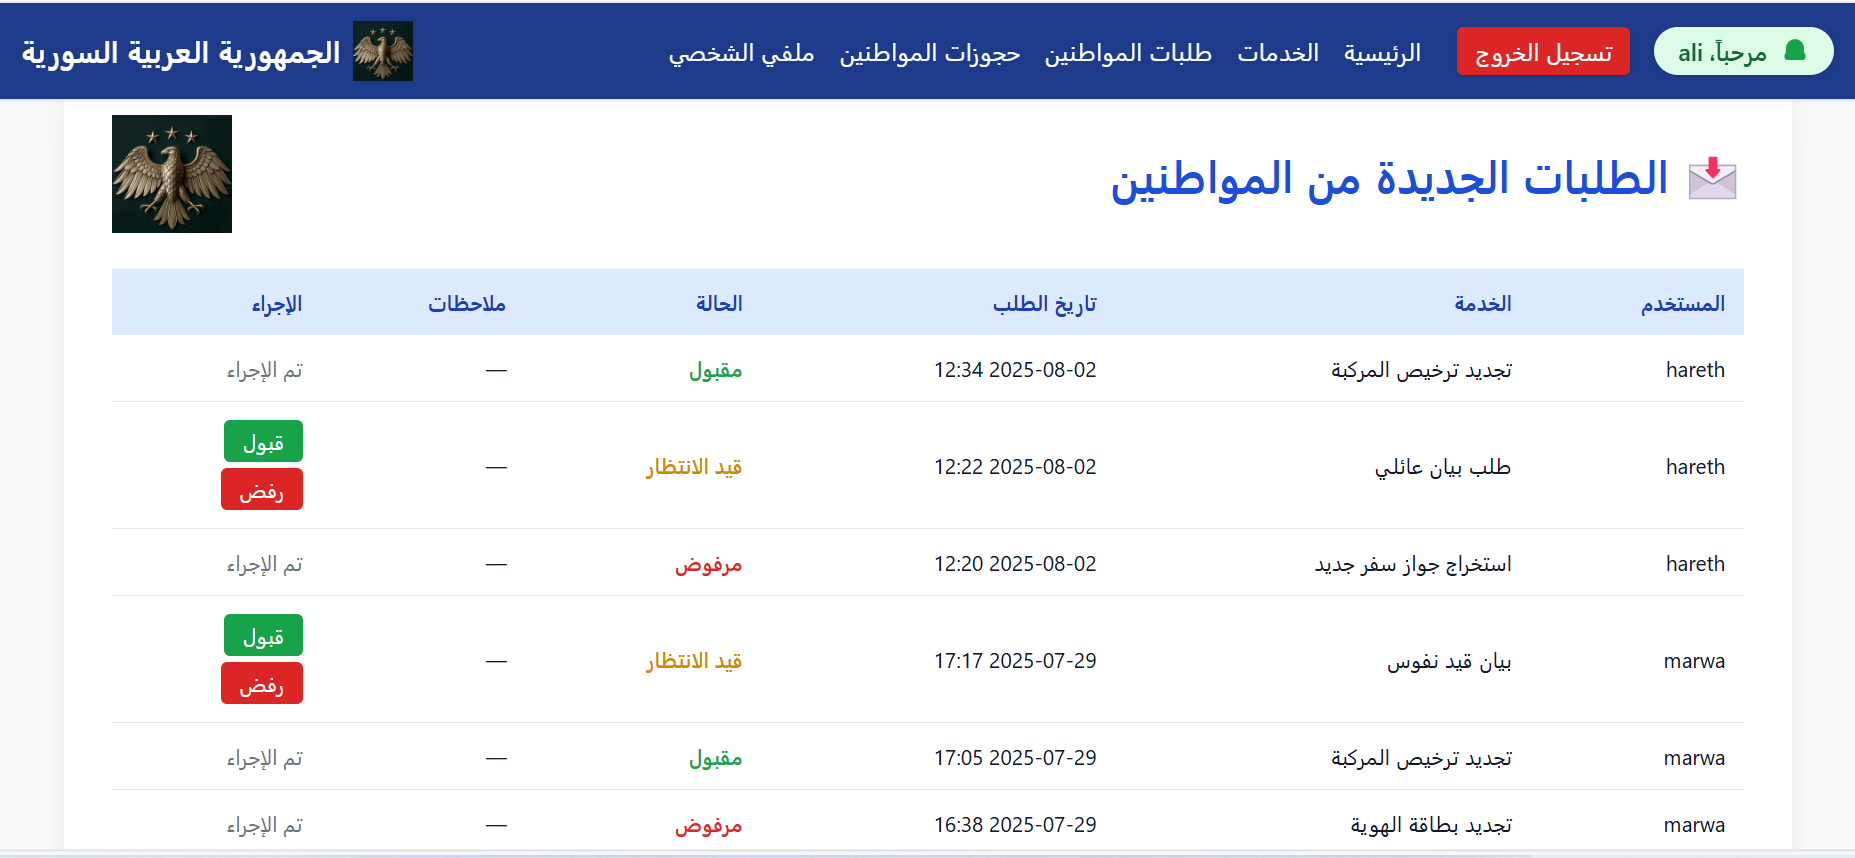 مرحباً، ali تسجيل الخروج الرئيسية الخدمات طلبات المواطنين حجوزات المواطنين ملفي الشخصي الجمهورية العربية السورية
الطلبات الجديدة من المواطنين
المستخدم الخدمة تاريخ الطلب الحالة ملاحظات الإجراء
hareth تجديد ترخيص المركبة 2025-08-02 12:34 مقبول — تم الإجراء
hareth طلب بيان عائلي 2025-08-02 12:22 قيد الانتظار — قبول
رفض
hareth استخراج جواز سفر جديد 2025-08-02 12:20 مرفوض — تم الإجراء
marwa بيان قيد نفوس 2025-07-29 17:17 قيد الانتظار — قبول
رفض
marwa تجديد ترخيص المركبة 2025-07-29 17:05 مقبول — تم الإجراء
marwa تجديد بطاقة الهوية 2025-07-29 16:38 مرفوض — تم الإجراء